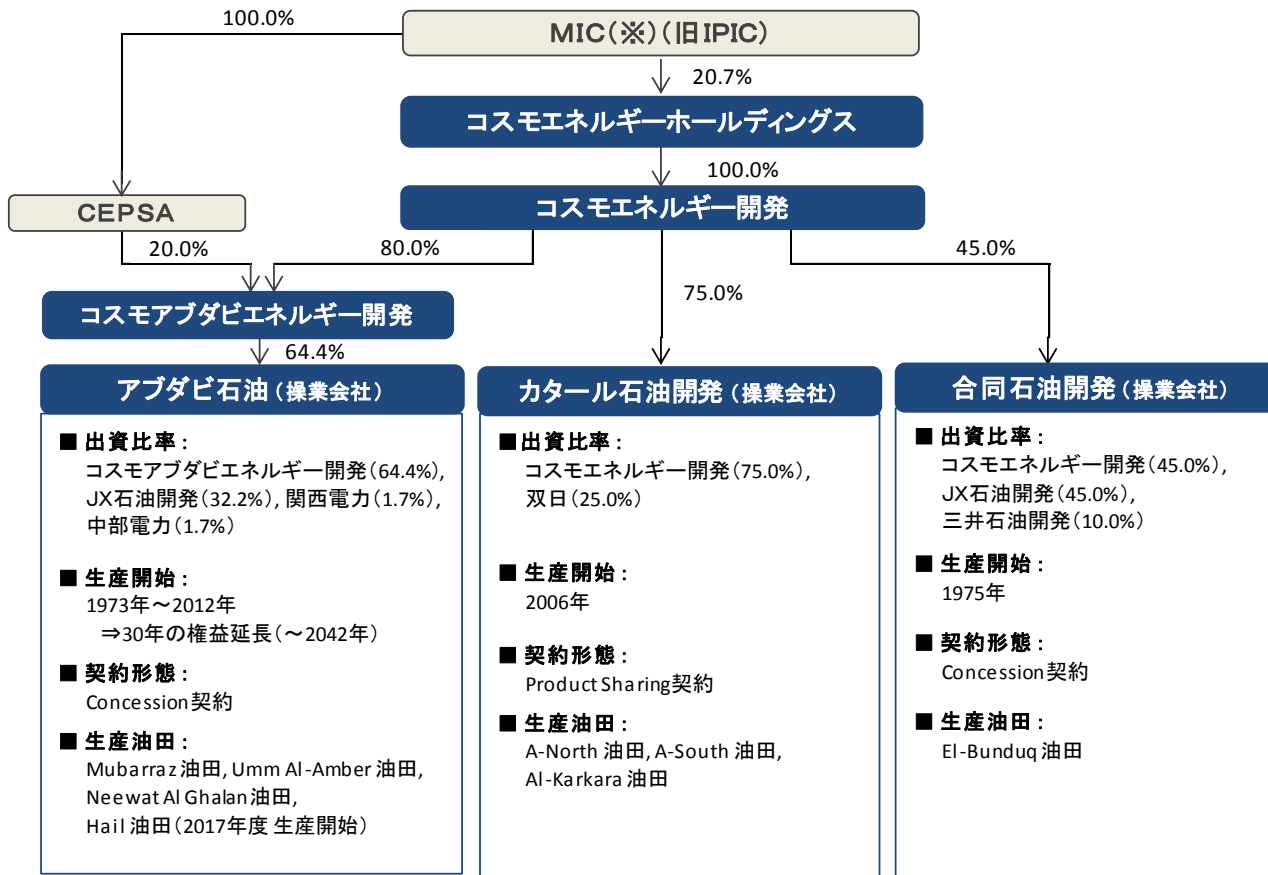 100.0%
MIC(※)(旧IPIC)
20.7%
コスモエネルギーホールディングス
100.0%
CEPSA
コスモエネルギー開発
20.0%
80.0%
45.0%
75.0%
コスモアブダビエネルギー開発
64.4%
アブダビ石油(操業会社)
■ 出資比率:
コスモアブダビエネルギー開発(64.4%),
JX石油開発(32.2%), 関西電力(1.7%),
中部電力(1.7%)
■ 生産開始:
1973年~2012年
⇒30年の権益延長(~2042年)
■ 契約形態:
Concession契約
■ 生産油田:
Mubarraz 油田, Umm Al-Amber 油田,
Neewat Al Ghalan 油田,
Hail 油田(2017年度 生産開始)
カタール石油開発(操業会社)
■ 出資比率:
コスモエネルギー開発(75.0%),
双日(25.0%)
■ 生産開始:
2006年
■ 契約形態:
Product Sharing契約
■ 生産油田:
A-North 油田, A-South 油田,
Al-Karkara 油田
合同石油開発(操業会社)
■ 出資比率:
コスモエネルギー開発(45.0%),
JX石油開発(45.0%),
三井石油開発(10.0%)
■ 生産開始:
1975年
■ 契約形態:
Concession契約
■ 生産油田:
El-Bunduq 油田